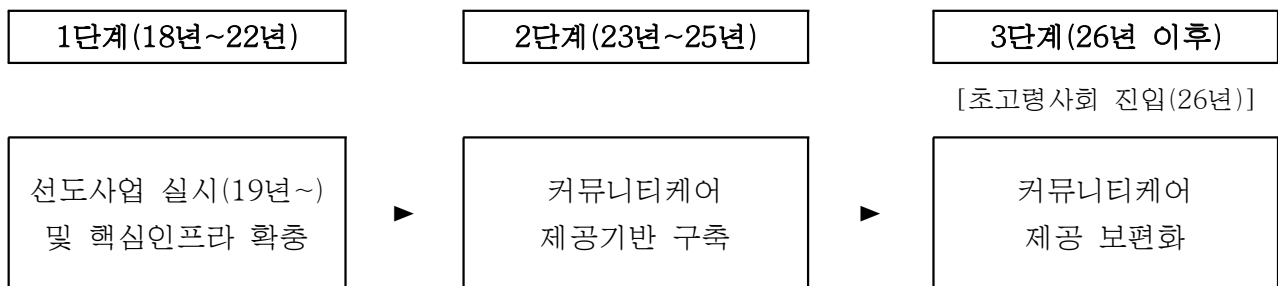 1단계(18년~22년)
2단계(23년~25년)
3단계(26년 이후)
[초고령사회 진입(26년)]
선도사업 실시(19년~)
및 핵심인프라 확충
►
커뮤니티케어
제공기반 구축
►
커뮤니티케어
제공 보편화